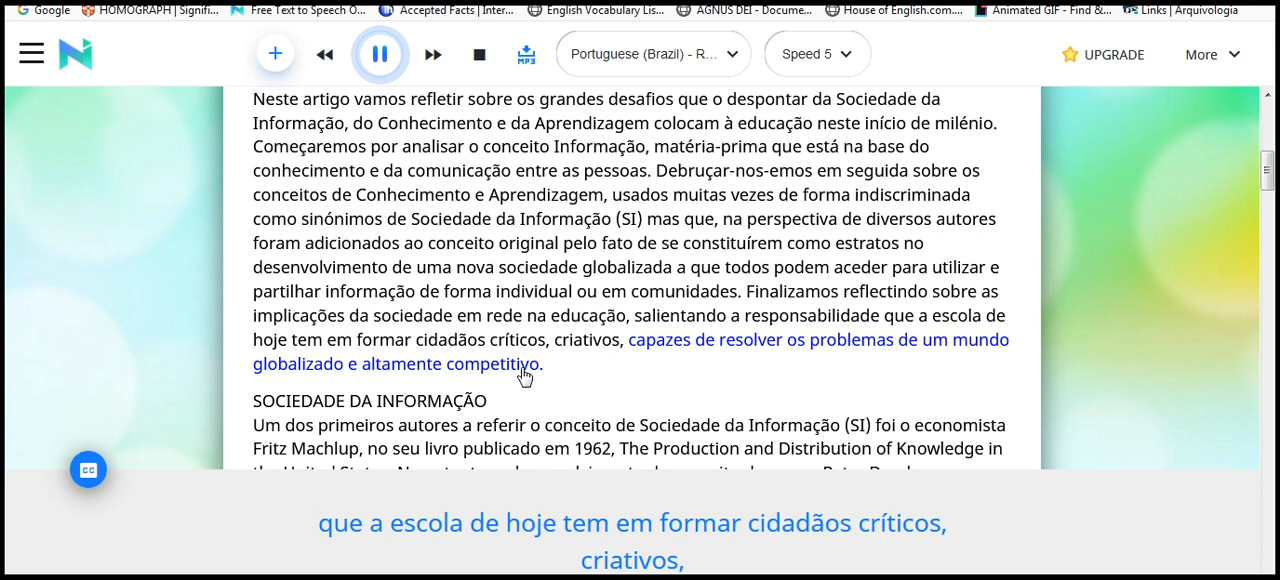 Google HOMOGRAPH | Signifi... Free Text to Speech O... Accepted Facts | Inter... English Vocabulary Lis... AGNUS DEI - Docume... House of English.com.... Animated GIF - Find &... Links | Arquivologia
+ MP3 Portuguese (Brazil) - R... Speed 5 UPGRADE More
Neste artigo vamos refletir sobre os grandes desafios que o despontar da Sociedade da
Informação, do Conhecimento e da Aprendizagem colocam à educação neste início de milénio.
Começaremos por analisar o conceito Informação, matéria-prima que está na base do
conhecimento e da comunicação entre as pessoas. Debruçar-nos-emos em seguida sobre os
conceitos de Conhecimento e Aprendizagem, usados muitas vezes de forma indiscriminada
como sinónimos de Sociedade da Informação (SI) mas que, na perspectiva de diversos autores
foram adicionados ao conceito original pelo fato de se constituírem como estratos no
desenvolvimento de uma nova sociedade globalizada a que todos podem aceder para utilizar e
partilhar informação de forma individual ou em comunidades. Finalizamos reflectindo sobre as
implicações da sociedade em rede na educação, salientando a responsabilidade que a escola de
hoje tem em formar cidadãos críticos, criativos, capazes de resolver os problemas de um mundo
globalizado e altamente competitivo.
SOCIEDADE DA INFORMAÇÃO
Um dos primeiros autores a referir o conceito de Sociedade da Informação (SI) foi o economista
Fritz Machlup, no seu livro publicado em 1962, The Production and Distribution of Knowledge in
CC
que a escola de hoje tem em formar cidadãos críticos,
criativos,